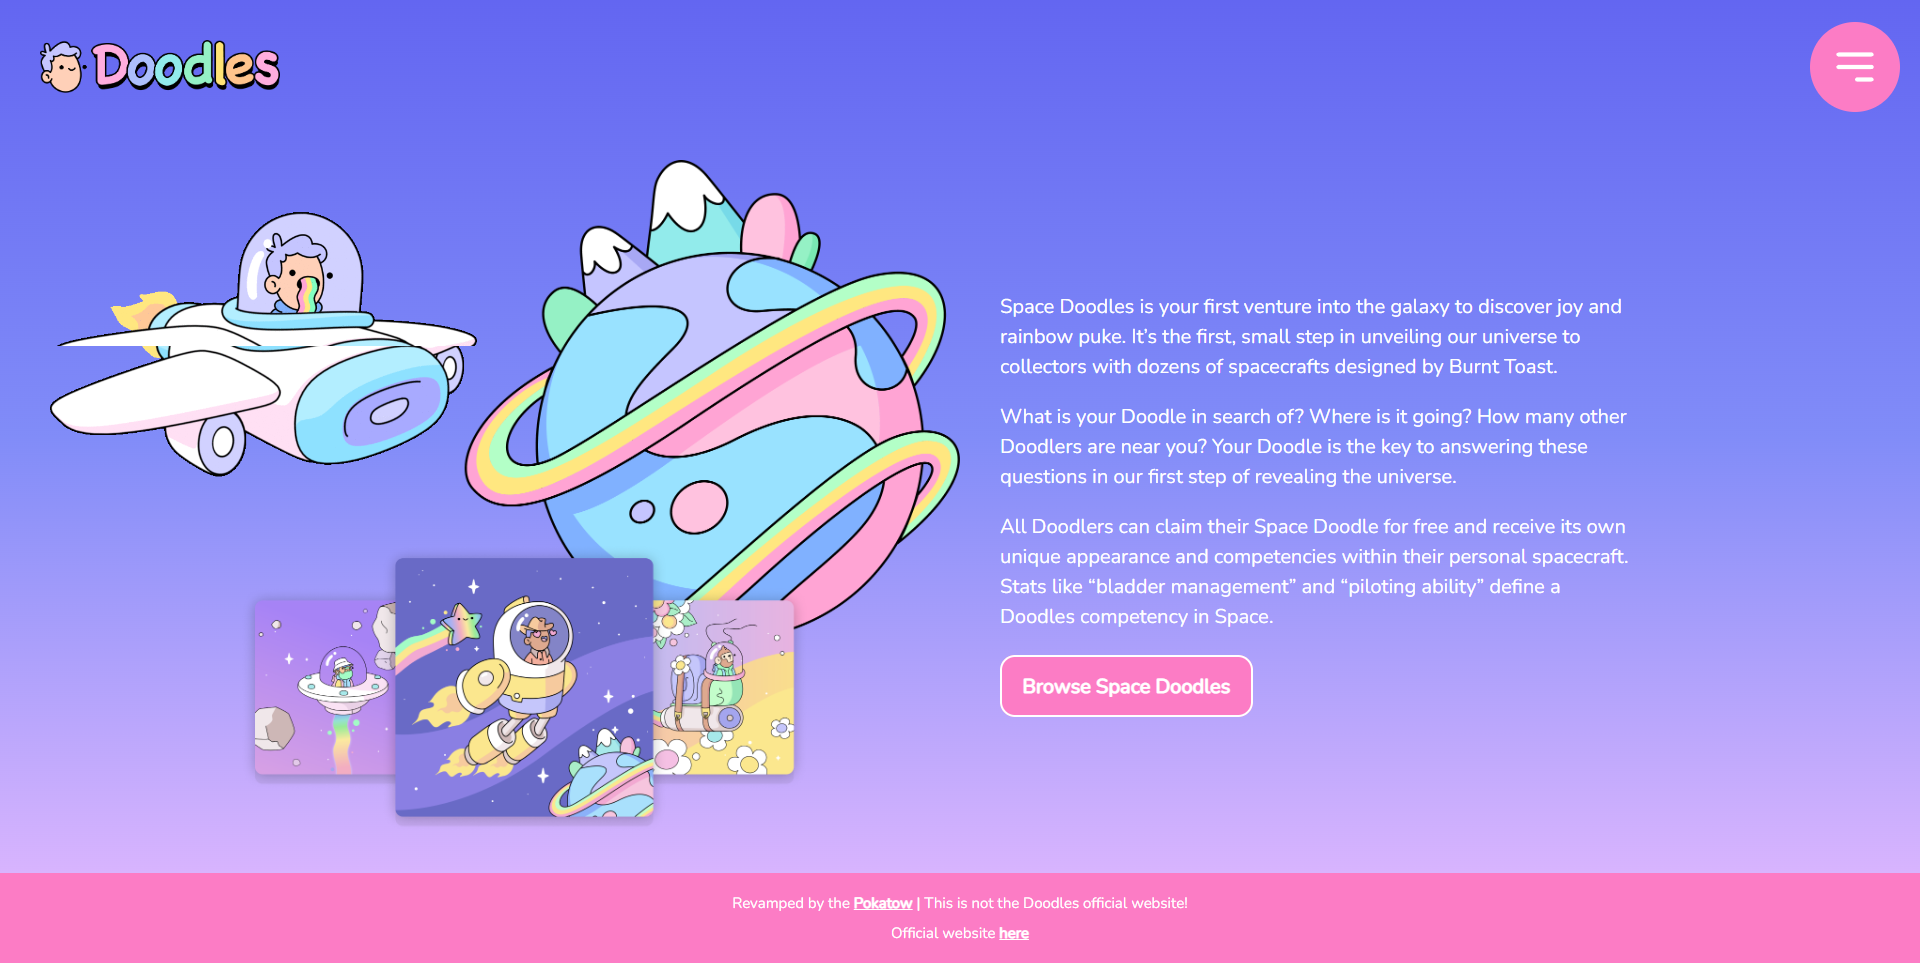 Doodles
Space Doodles is your first venture into the galaxy to discover joy and
rainbow puke. It’s the first, small step in unveiling our universe to
collectors with dozens of spacecrafts designed by Burnt Toast.
What is your Doodle in search of? Where is it going? How many other
Doodlers are near you? Your Doodle is the key to answering these
questions in our first step of revealing the universe.
All Doodlers can claim their Space Doodle for free and receive its own
unique appearance and competencies within their personal spacecraft.
Stats like “bladder management” and “piloting ability” define a
Doodles competency in Space.
Browse Space Doodles
Revamped by the Pokatow | This is not the Doodles official website!
Official website here